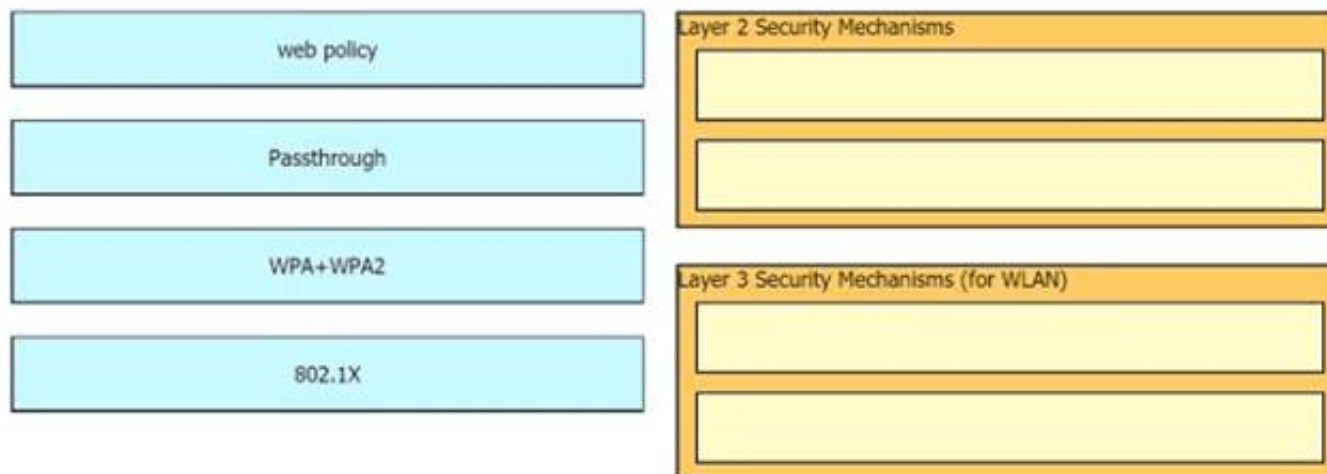 web policy
Passthrough
WPA+WPA2
802.1X
Layer 2 Security Mechanisms
Layer 3 Security Mechanisms (for WLAN)